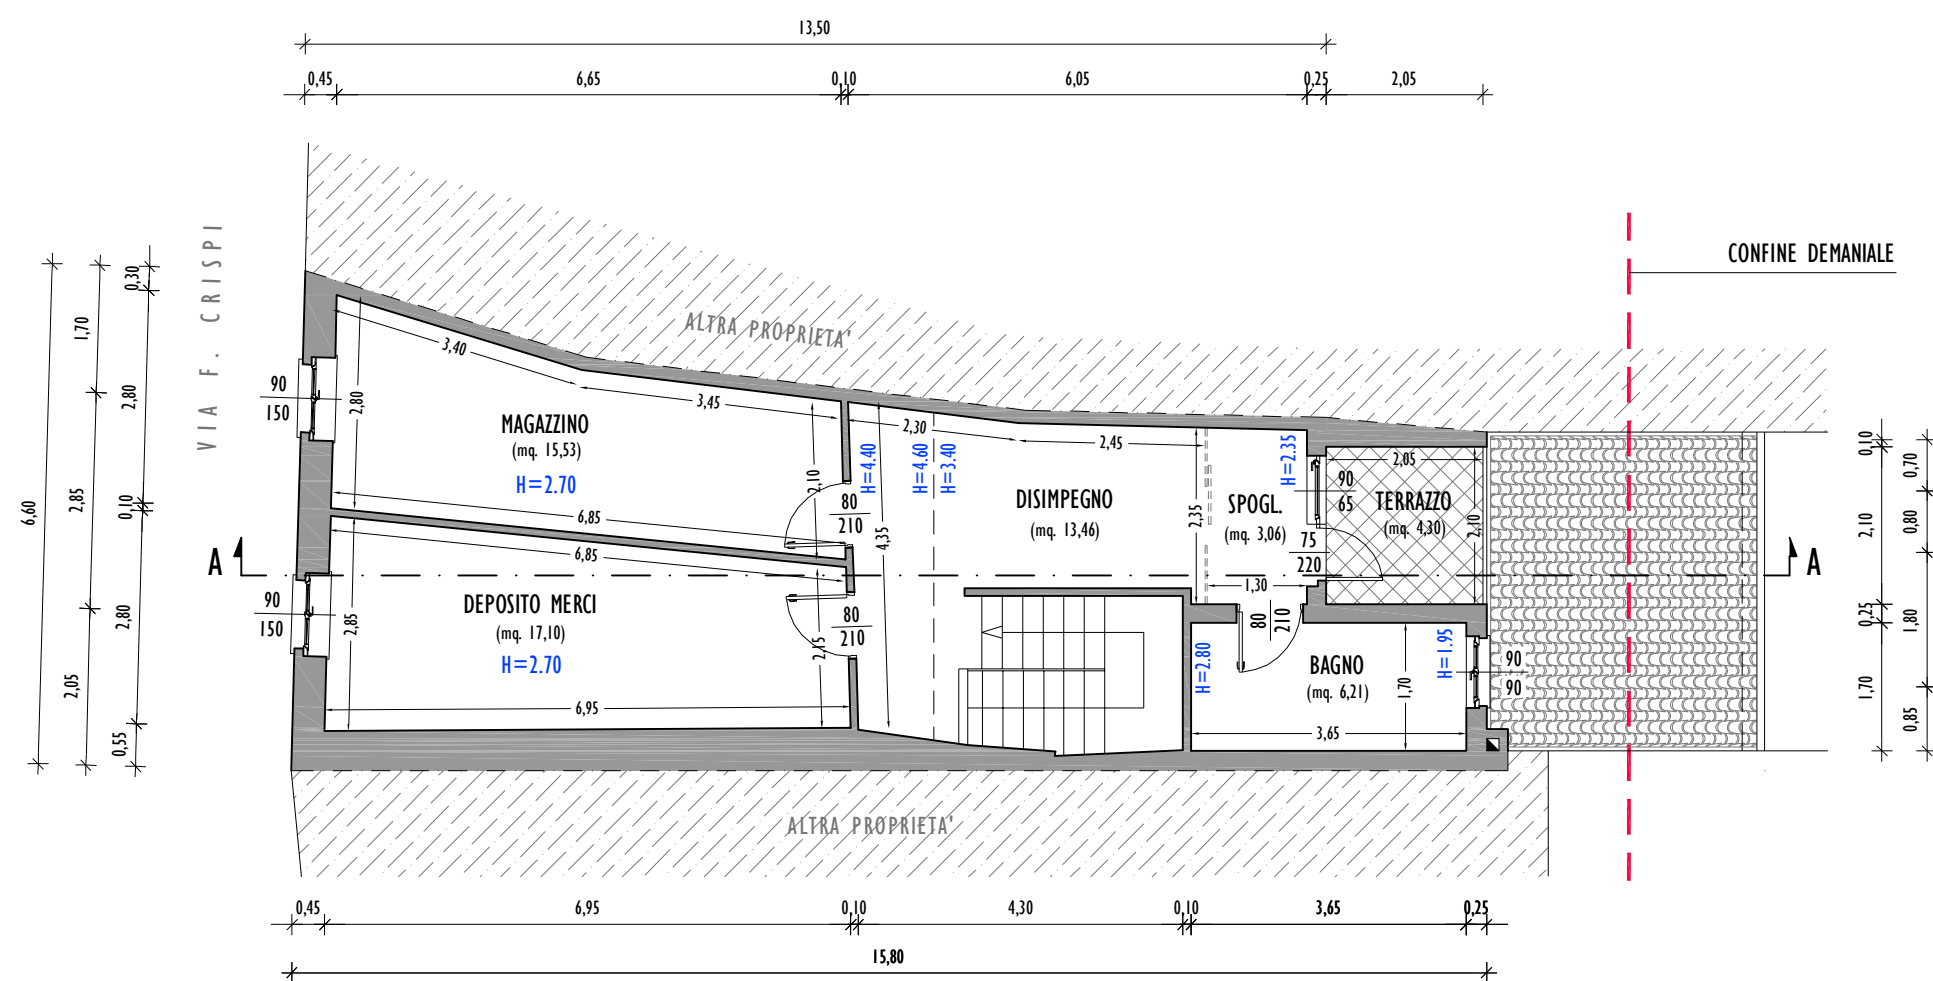 13,50
0,45
6,65
0,10
6,05
0,25
2,05
VIA F. CRISPI
CONFINE DEMANIALE
ALTRA PROPRIETA'
6,60
1,70
2,85
2,05
0,30
2,80
0,10
2,80
0,55
90
150
90
150
3,40
3,45
2,80
MAGAZZINO
(mq. 15,53)
H=2.70
2,10
6,85
6,85
80
210
H=4.40
H=4.60
H=3.40
2,30
2,45
4,35
DISIMPEGNO
(mq. 13,46)
2,35
SPOGL.
(mq. 3,06)
H=2.35
1,30
90
65
75
220
2,05
TERRAZZO
(mq. 4,30)
2,10
A
A
DEPOSITO MERCI
(mq. 17,10)
H=2.70
2,85
2,15
6,95
80
210
80
210
H=2.80
BAGNO
(mq. 6,21)
H=1.95
1,70
3,65
90
90
0,10
2,10
0,25
1,70
0,70
0,80
1,80
0,85
ALTRA PROPRIETA'
0,45
6,95
0,10
4,30
0,10
3,65
0,25
15,80